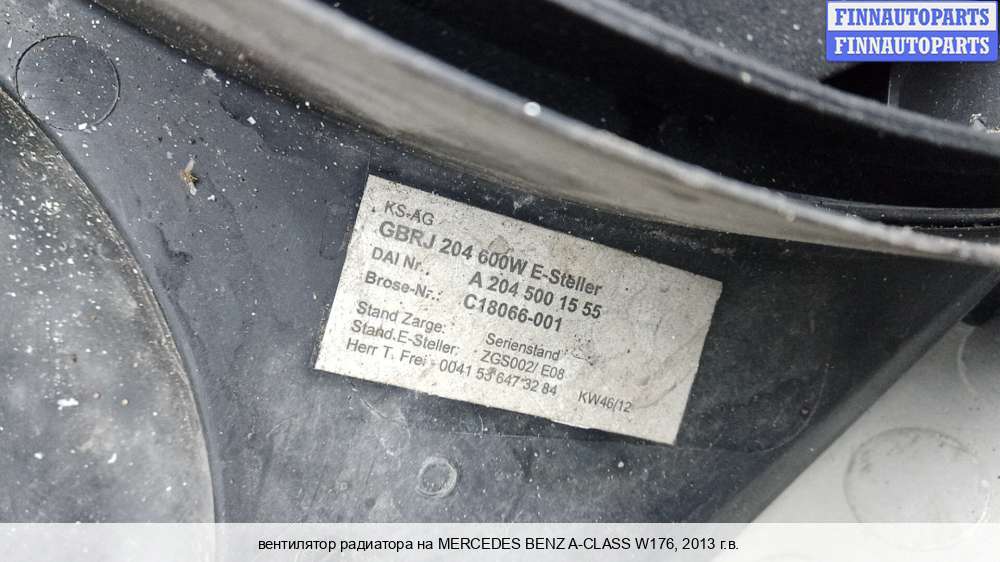 FINNAUTOPARTS
FINNAUTOPARTS
KS-AG
GBRJ 204 600W E-Steller
DAI Nr.: A 204 500 15 55
Brose-Nr.: C18066-001
Stand Zarge: Serienstand
Stand.E-Steller: ZGS002/ E08
Herr T. Frei - 0041 53 647 32 84 KW46/12
вентилятор радиатора на MERCEDES BENZ A-CLASS W176, 2013 г.в.